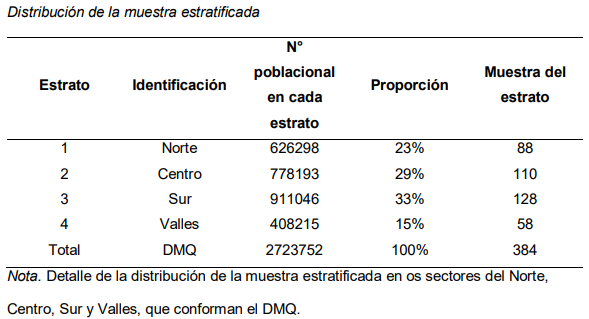 Distribución de la muestra estratificada
N°
poblacional
en cada
estrato
Estrato Identificación Proporción Muestra del
estrato
1 Norte 626298 23% 88
2 Centro 778193 29% 110
3 Sur 911046 33% 128
4 Valles 408215 15% 58
Total DMQ 2723752 100% 384
Nota. Detalle de la distribución de la muestra estratificada en os sectores del Norte,
Centro, Sur y Valles, que conforman el DMQ.